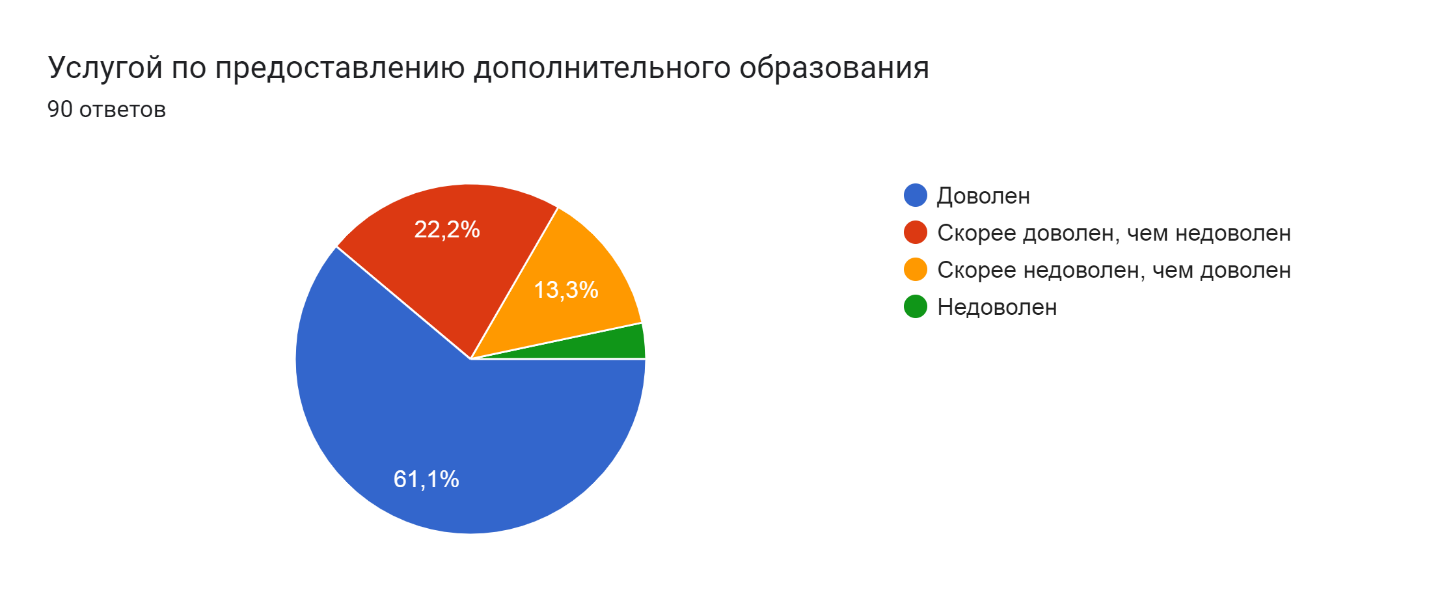 Услугой по предоставлению дополнительного образования
90 ответов
22,2%
13,3%
61,1%
Доволен
Скорее доволен, чем недоволен
Скорее недоволен, чем доволен
Недоволен